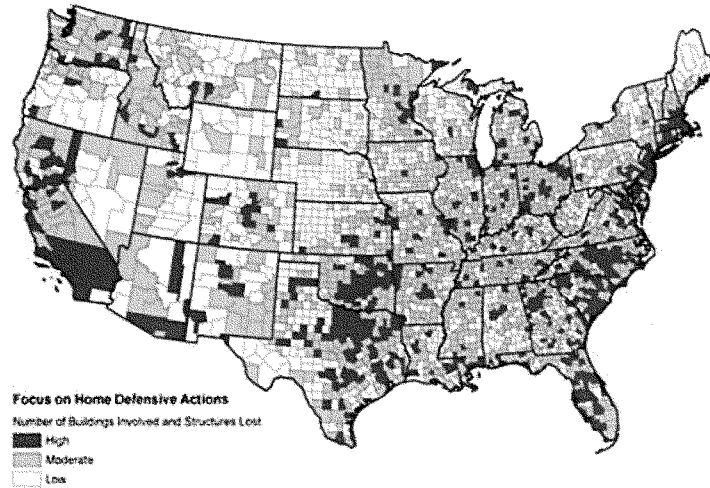 Focus on Home Defensive Actions
Number of Buildings Involved and Structures Lost
High
Moderate
Low